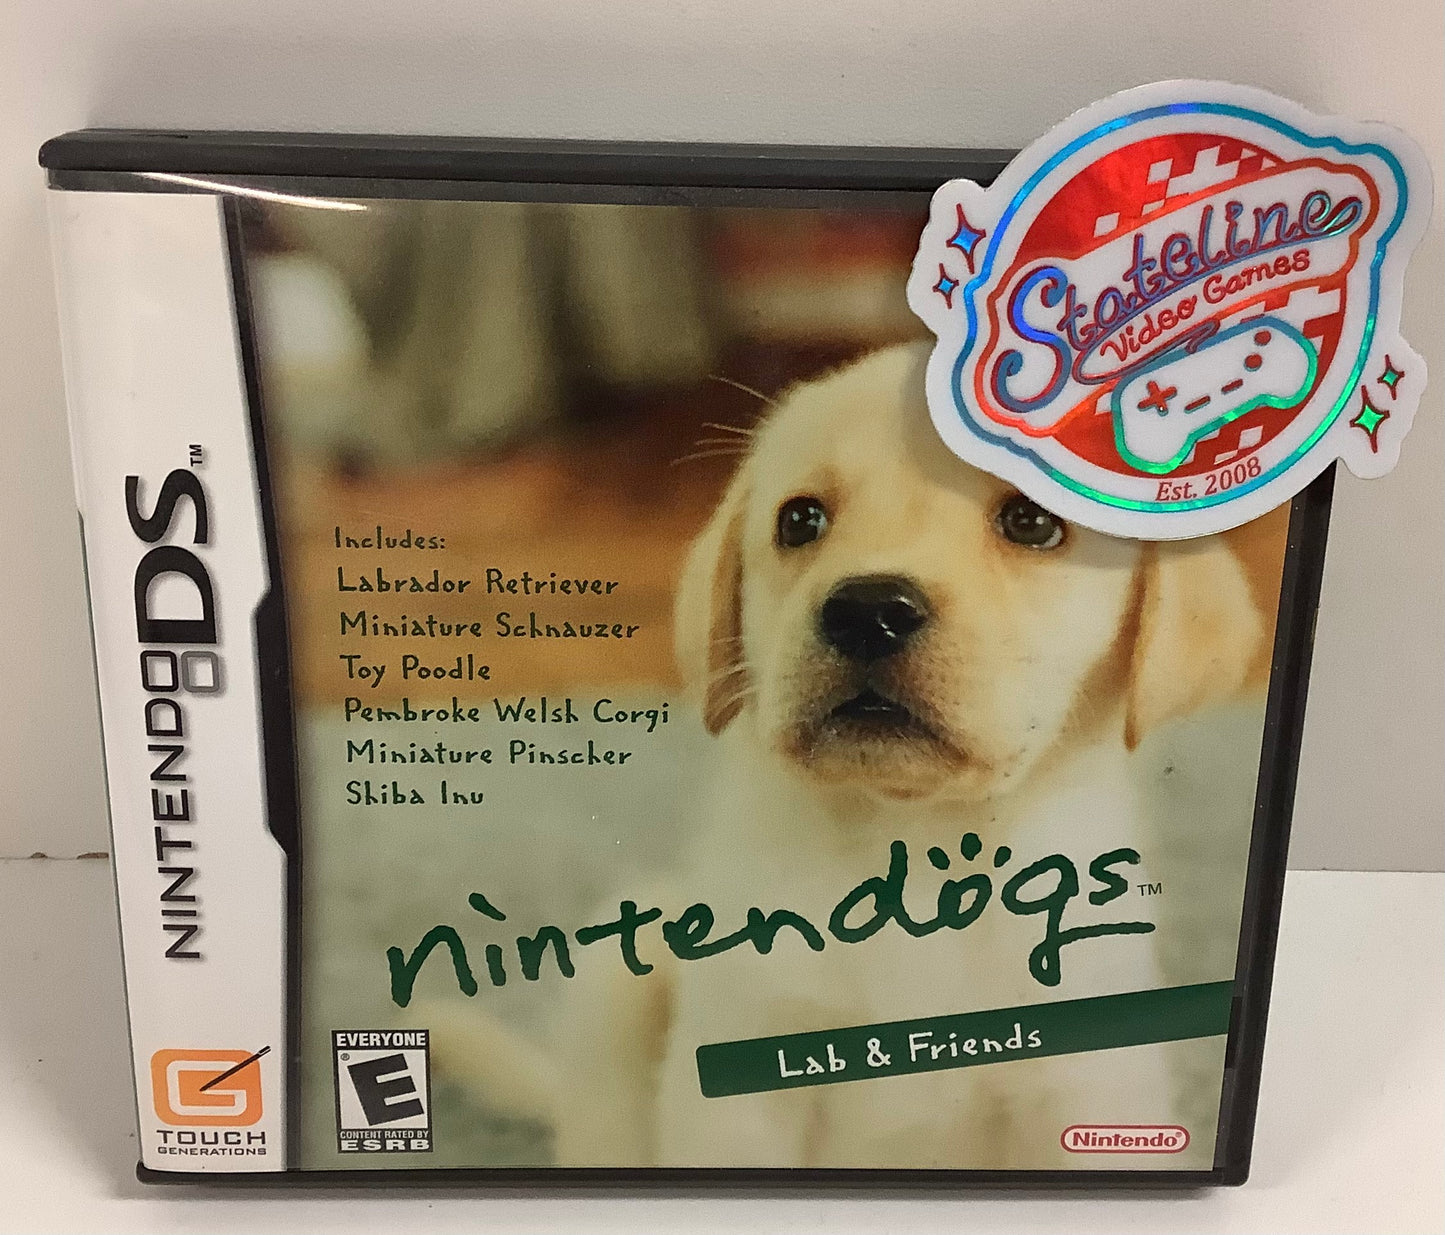 Stateline
Video Games
Est. 2008
NINTENDO DS™
Includes:
Labrador Retriever
Miniature Schnauzer
Toy Poodle
Pembroke Welsh Corgi
Miniature Pinscher
Shiba Inu
nintendögs™
Lab & Friends
EVERYONE
E
®
CONTENT RATED BY
ESRB
TOUCH
GENERATIONS
Nintendo®